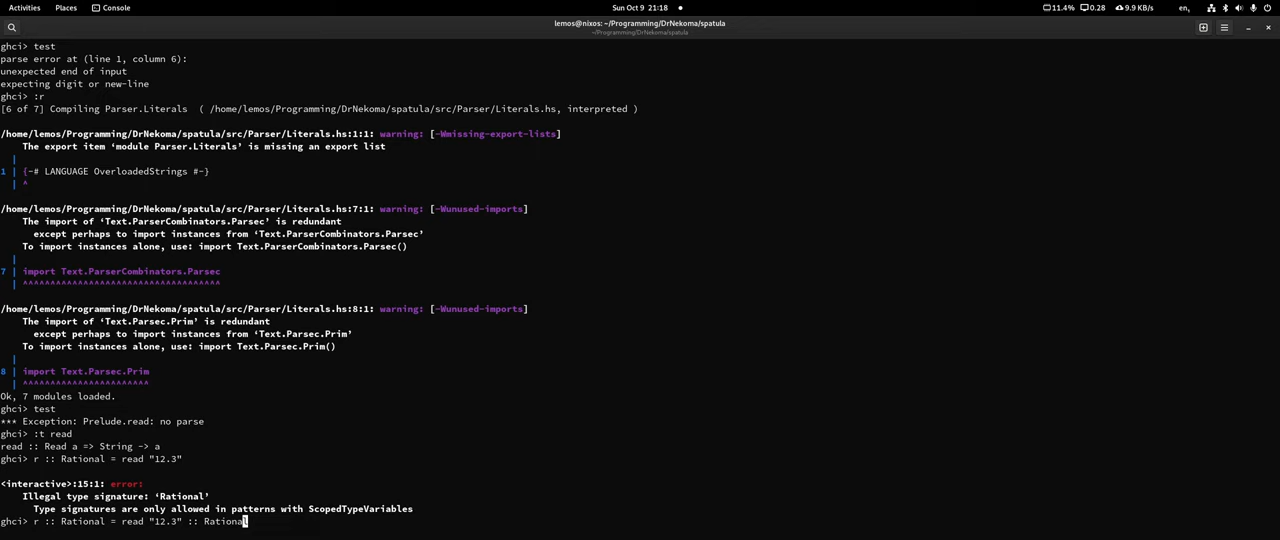 Activities Places Console Sun Oct 9 21:18 11.4% 0.28 9.9 KB/s en,
lemos@nixos: ~/Programming/DrNekoma/spatula
~/Programming/DrNekoma/spatula
ghci> test
parse error at (line 1, column 6):
unexpected end of input
expecting digit or new-line
ghci> :r
[6 of 7] Compiling Parser.Literals ( /home/lemos/Programming/DrNekoma/spatula/src/Parser/Literals.hs, interpreted )
/home/lemos/Programming/DrNekoma/spatula/src/Parser/Literals.hs:1:1: warning: [-Wmissing-export-lists]
The export item ‘module Parser.Literals’ is missing an export list
|
1 | {-# LANGUAGE OverloadedStrings #-}
| ^
/home/lemos/Programming/DrNekoma/spatula/src/Parser/Literals.hs:7:1: warning: [-Wunused-imports]
The import of ‘Text.ParserCombinators.Parsec’ is redundant
except perhaps to import instances from ‘Text.ParserCombinators.Parsec’
To import instances alone, use: import Text.ParserCombinators.Parsec()
|
7 | import Text.ParserCombinators.Parsec
| ^^^^^^^^^^^^^^^^^^^^^^^^^^^^^^^^^^^^
/home/lemos/Programming/DrNekoma/spatula/src/Parser/Literals.hs:8:1: warning: [-Wunused-imports]
The import of ‘Text.Parsec.Prim’ is redundant
except perhaps to import instances from ‘Text.Parsec.Prim’
To import instances alone, use: import Text.Parsec.Prim()
|
8 | import Text.Parsec.Prim
| ^^^^^^^^^^^^^^^^^^^^^^^
Ok, 7 modules loaded.
ghci> test
*** Exception: Prelude.read: no parse
ghci> :t read
read :: Read a => String -> a
ghci> r :: Rational = read "12.3"
<interactive>:15:1: error:
Illegal type signature: ‘Rational’
Type signatures are only allowed in patterns with ScopedTypeVariables
ghci> r :: Rational = read "12.3" :: Rational